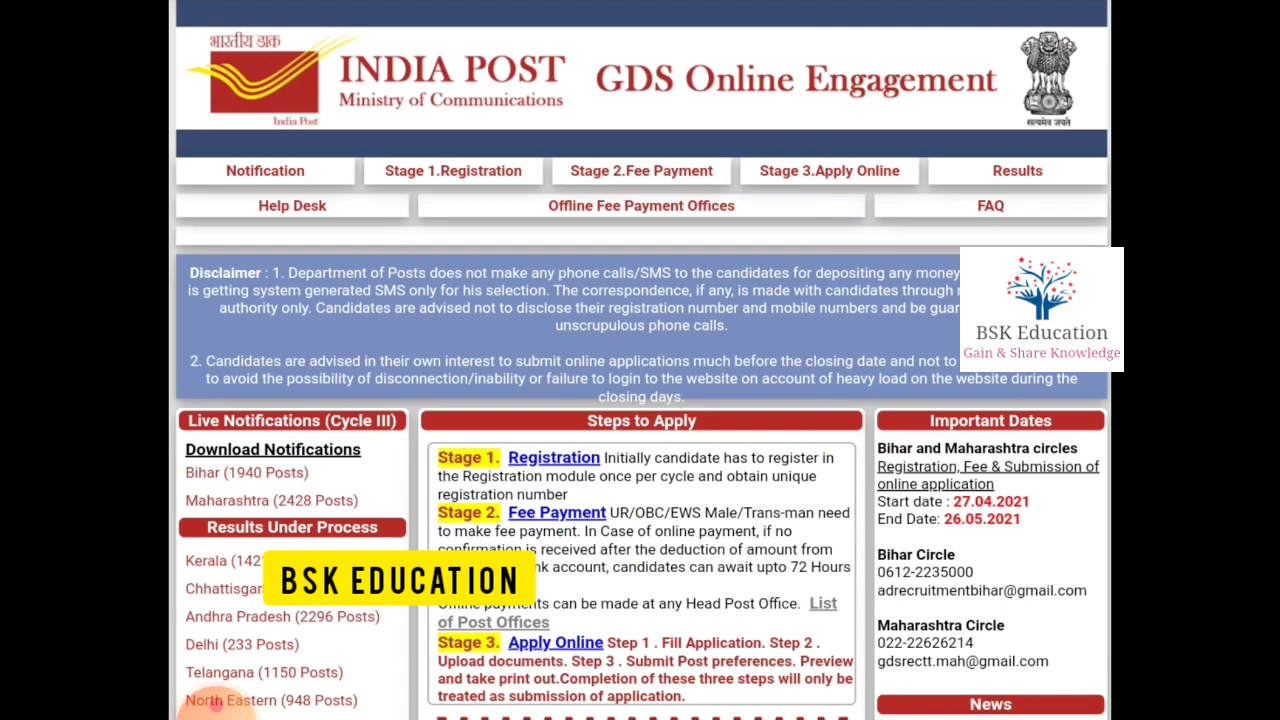 भारतीय डाक
India Post
INDIA POST
Ministry of Communications
GDS Online Engagement
सत्यमेव जयते
Notification
Stage 1.Registration
Stage 2.Fee Payment
Stage 3.Apply Online
Results
Help Desk
Offline Fee Payment Offices
FAQ
Disclaimer : 1. Department of Posts does not make any phone calls/SMS to the candidates for depositing any money
is getting system generated SMS only for his selection. The correspondence, if any, is made with candidates through
authority only. Candidates are advised not to disclose their registration number and mobile numbers and be
unscrupulous phone calls.
2. Candidates are advised in their own interest to submit online applications much before the closing date and not to
to avoid the possibility of disconnection/inability or failure to login to the website on account of heavy load on the website during the
closing days.
BSK Education
Gain & Share Knowledge
Live Notifications (Cycle III)
Download Notifications
Bihar (1940 Posts)
Maharashtra (2428 Posts)
Results Under Process
Kerala
Andhra Pradesh (2296 Posts)
Delhi (233 Posts)
Telangana (1150 Posts)
North Eastern (948 Posts)
BSK EDUCATION
Steps to Apply
Stage 1. Registration Initially candidate has to register in
the Registration module once per cycle and obtain unique
registration number
Stage 2. Fee Payment UR/OBC/EWS Male/Trans-man need
to make fee payment. In Case of online payment, if no
confirmation is received after the deduction of amount from
account, candidates can await upto 72 Hours
Offline payments can be made at any Head Post Office. List
of Post Offices
Stage 3. Apply Online Step 1 . Fill Application. Step 2 .
Upload documents. Step 3 . Submit Post preferences. Preview
and take print out.Completion of these three steps will only be
treated as submission of application.
Important Dates
Bihar and Maharashtra circles
Registration, Fee & Submission of
online application
Start date : 27.04.2021
End Date: 26.05.2021
Bihar Circle
0612-2235000
adrecruitmentbihar@gmail.com
Maharashtra Circle
022-22626214
gdsrectt.mah@gmail.com
News